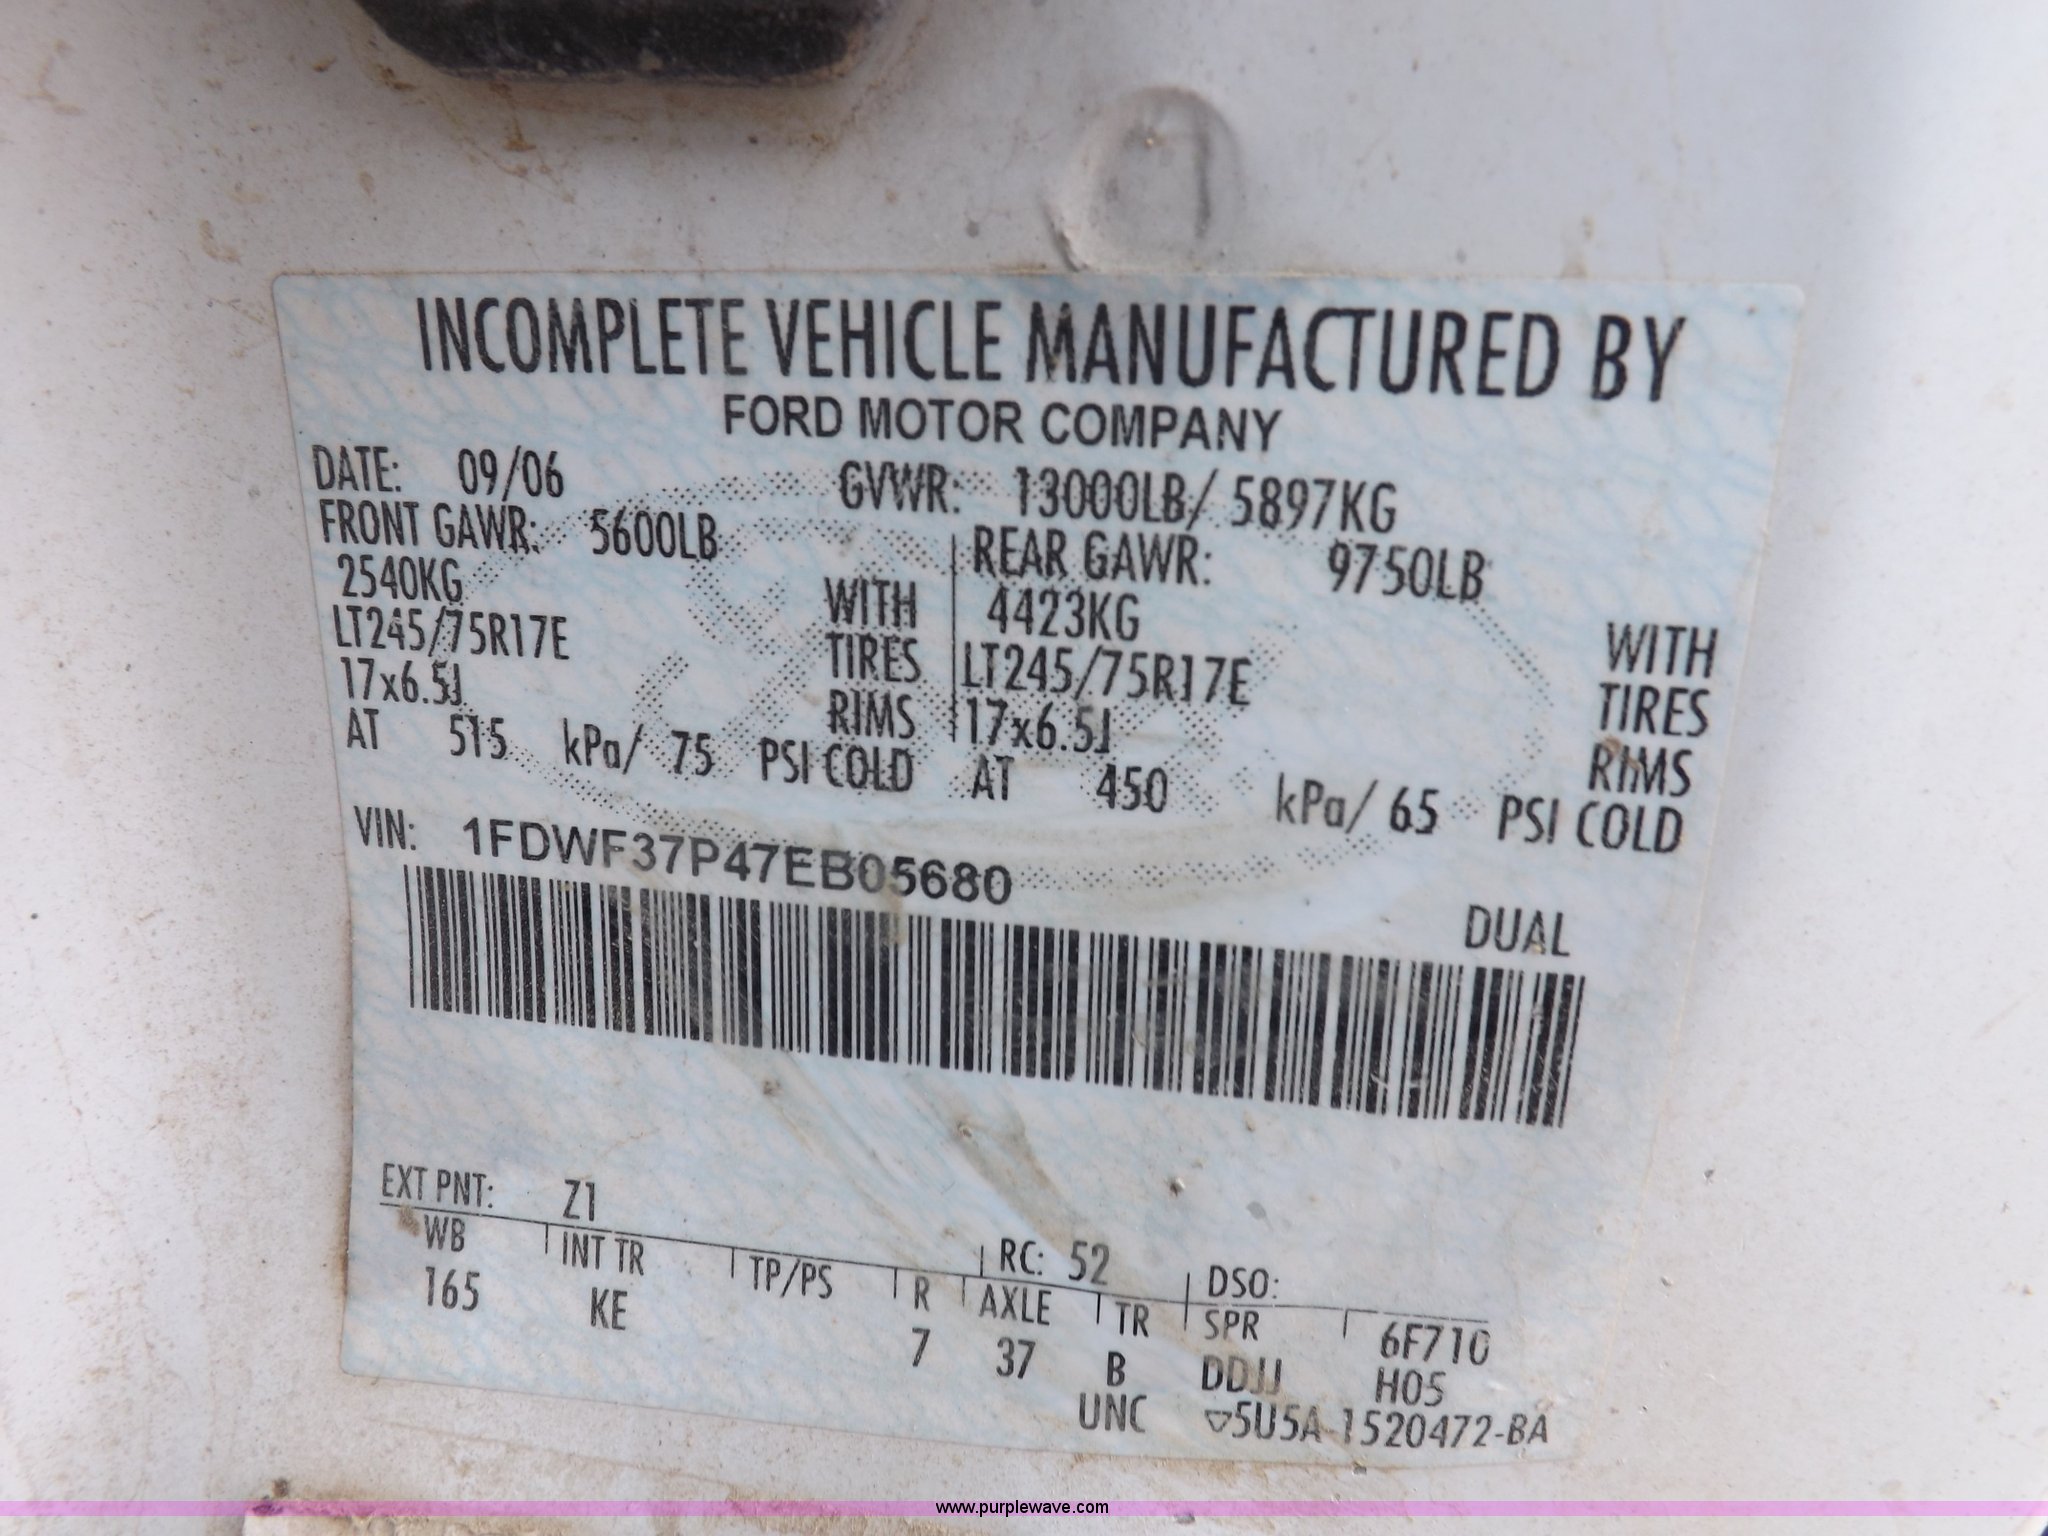 INCOMPLETE VEHICLE MANUFACTURED BY
FORD MOTOR COMPANY
DATE: 09/06 GVWR: 13000LB/ 5897KG
FRONT GAWR: 5600LB REAR GAWR: 9750LB
2540KG WITH 4423KG WITH
LT245/75R17E TIRES LT245/75R17E TIRES
17x6.5J RIMS 17x6.5J RIMS
AT 515 kPa/ 75 PSI COLD AT 450 kPa/ 65 PSI COLD
VIN: 1FDWF37P47EB05680
DUAL
EXT PNT: Z1 RC: 52 DSO:
WB INT TR TP/PS R AXLE TR SPR 6F710
165 KE 7 37 B DDJJ H05
UNC ▽5U5A-1520472-BA
www.purplewave.com